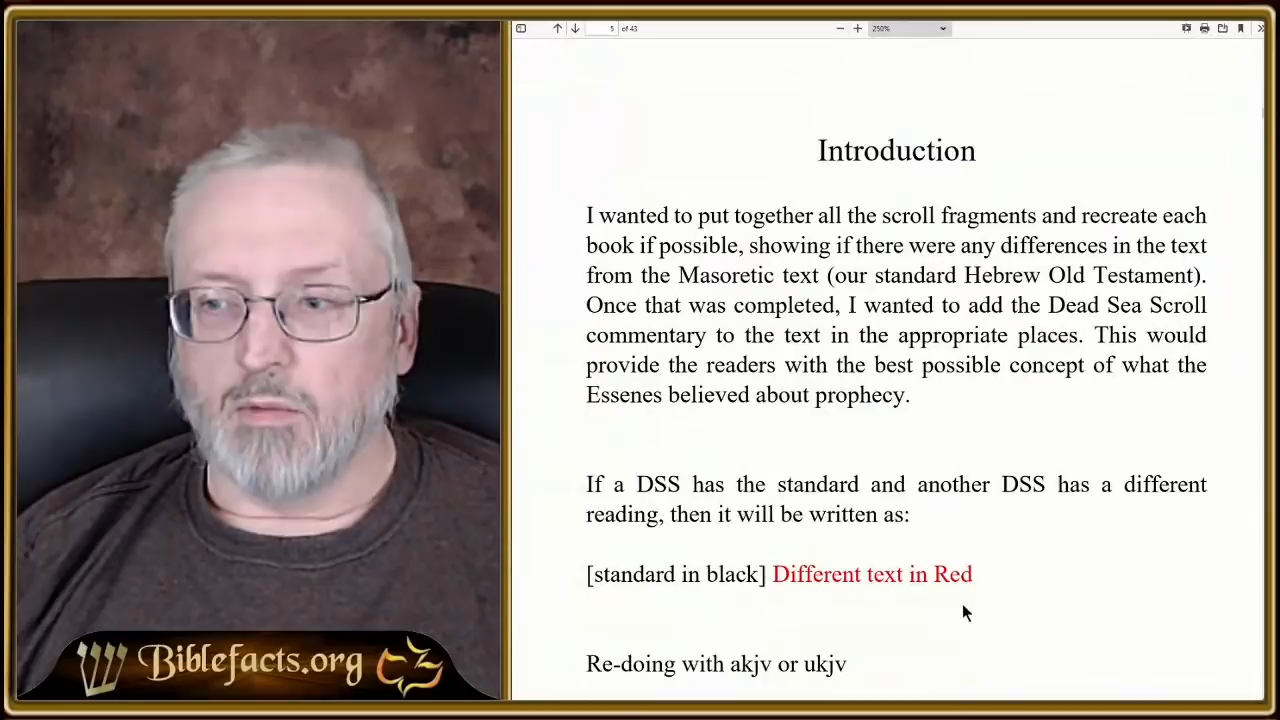 5 of 43
250%
Introduction
I wanted to put together all the scroll fragments and recreate each
book if possible, showing if there were any differences in the text
from the Masoretic text (our standard Hebrew Old Testament).
Once that was completed, I wanted to add the Dead Sea Scroll
commentary to the text in the appropriate places. This would
provide the readers with the best possible concept of what the
Essenes believed about prophecy.
If a DSS has the standard and another DSS has a different
reading, then it will be written as:
[standard in black] Different text in Red
Re-doing with akjv or ukjv
Biblefacts.org